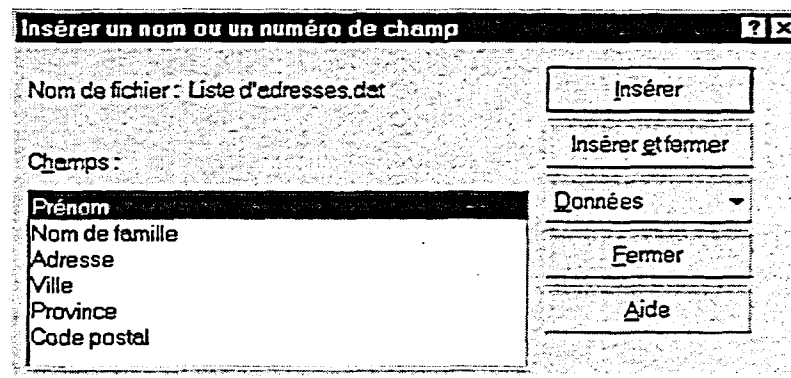 Insérer un nom ou un numéro de champ
Nom de fichier : Liste d'adresses.dat
Champs :
Prénom
Nom de famille
Adresse
Ville
Province
Code postal
Insérer
Insérer et fermer
Données
Fermer
Aide